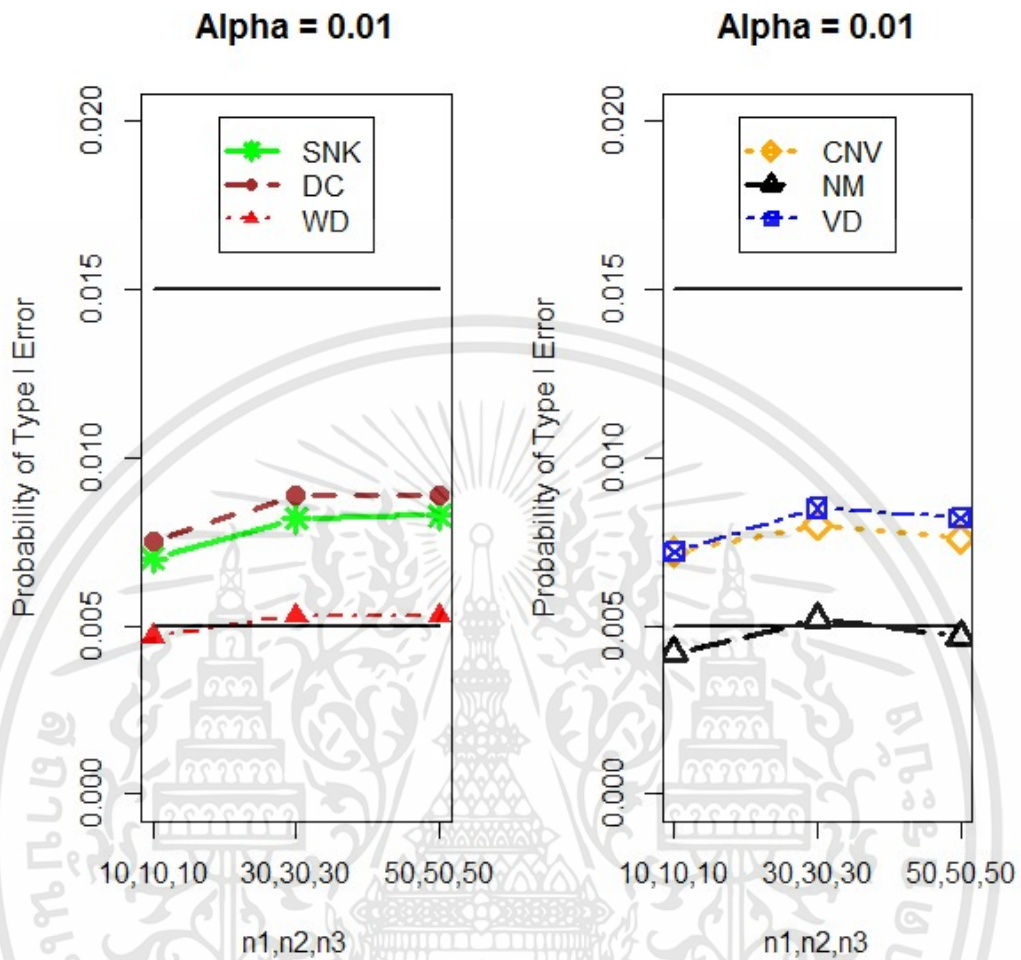 Alpha = 0.01
Probability of Type I Error
0.020
0.015
0.010
0.005
0.000
SNK
DC
WD
10,10,10
30,30,30
50,50,50
n1,n2,n3
Alpha = 0.01
Probability of Type I Error
0.020
0.015
0.010
0.005
0.000
CNV
NM
VD
10,10,10
30,30,30
50,50,50
n1,n2,n3